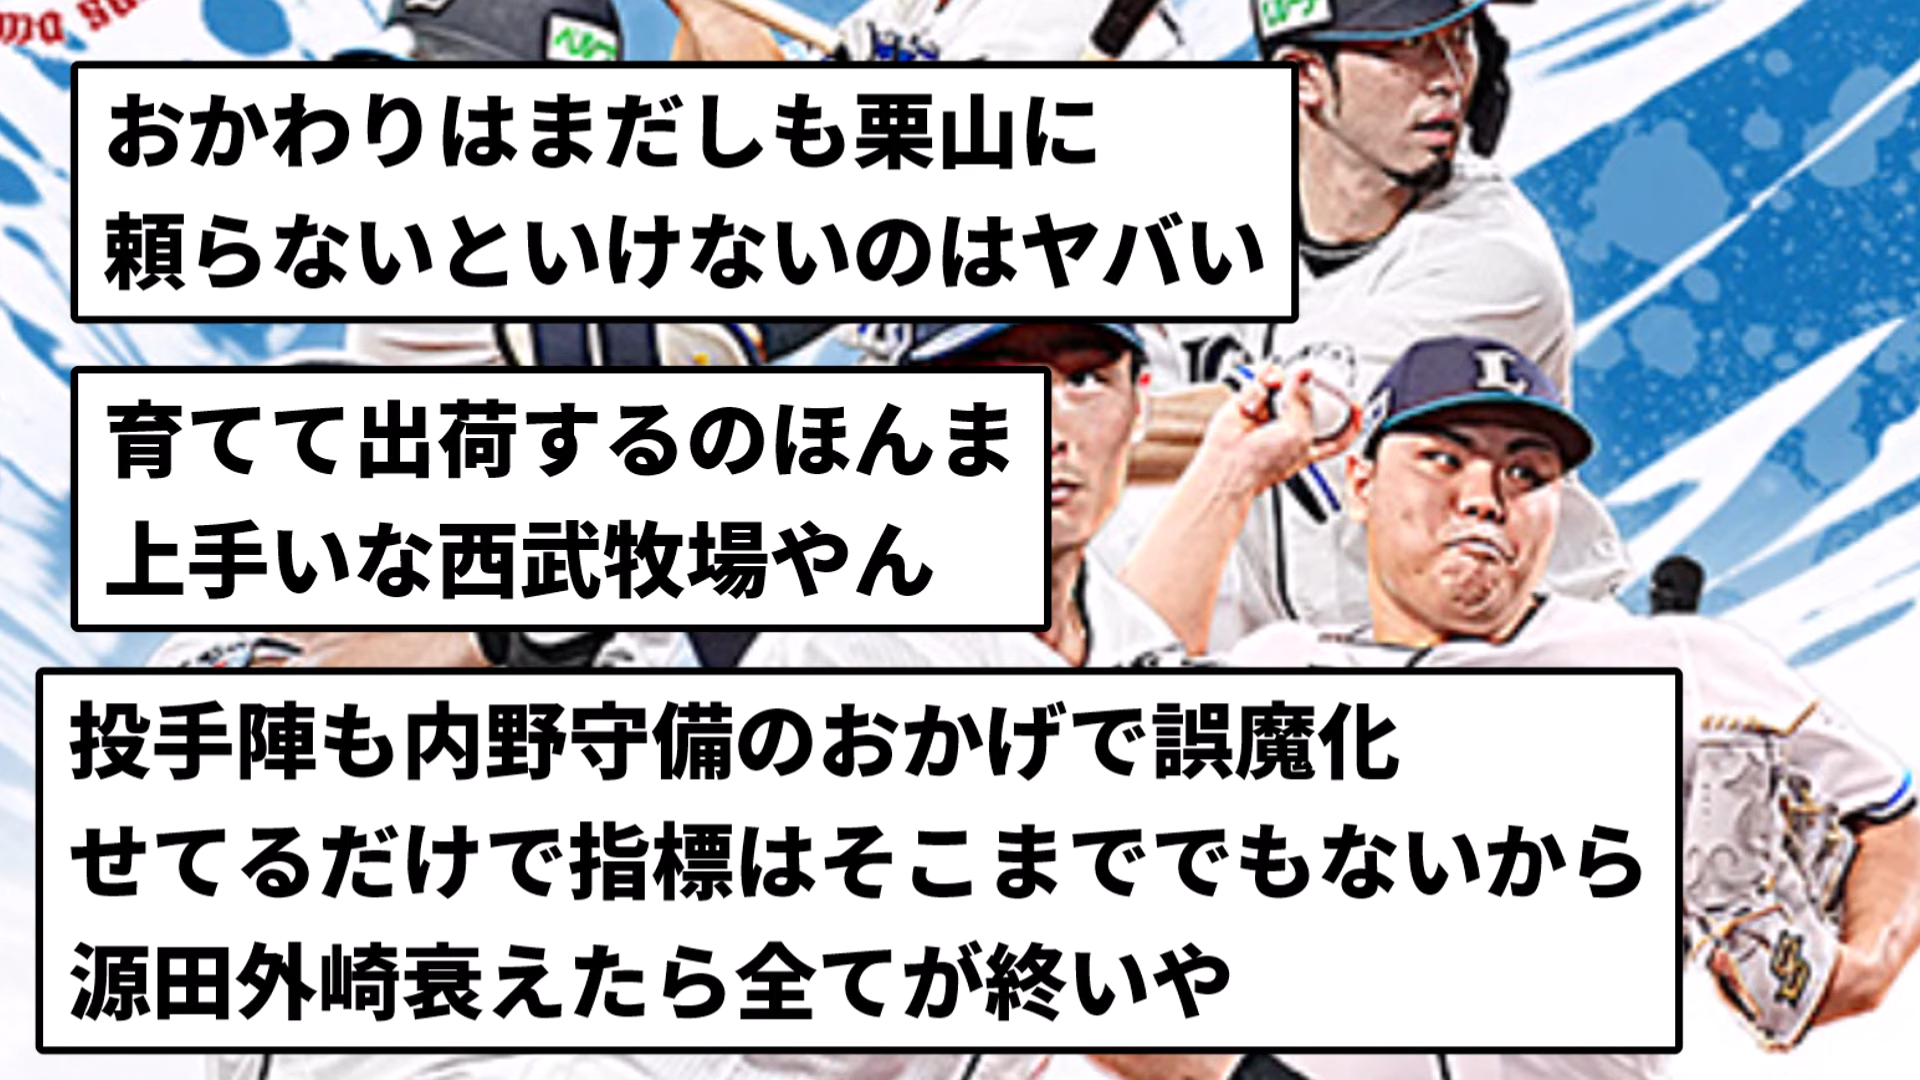 おかわりはまだしも栗山に
頼らないといけないのはヤバい
育てて出荷するのほんま
上手いな西武牧場やん
投手陣も内野守備のおかげで誤魔化
せてるだけで指標はそこまででもないから
源田外崎衰えたら全てが終いや
L